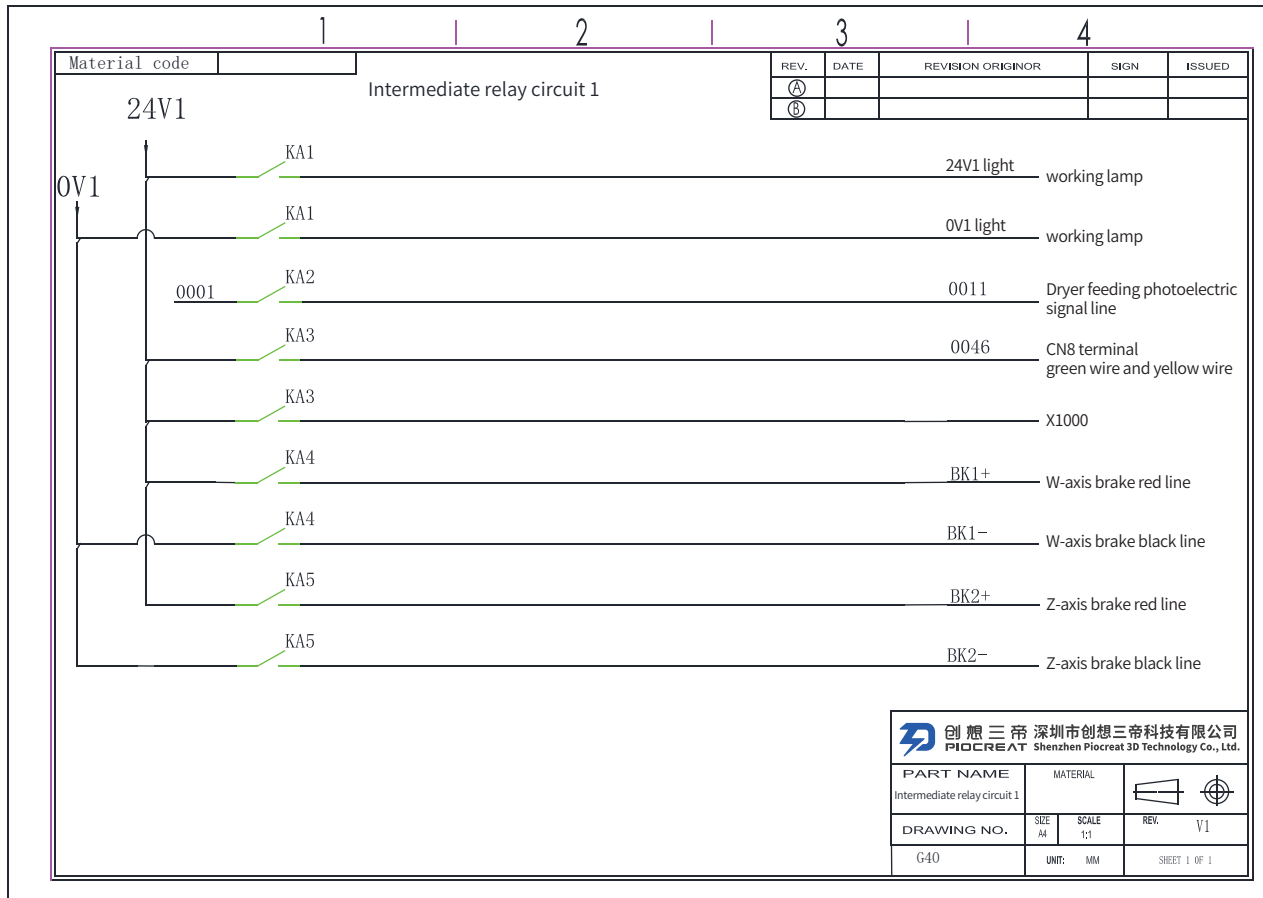 1 2 3 4
Material code
Intermediate relay circuit 1
REV. DATE REVISION ORIGINOR SIGN ISSUED
A
B
24V1
0V1
KA1 24V1 light working lamp
KA1 0V1 light working lamp
0001 KA2 0011 Dryer feeding photoelectric
signal line
KA3 0046 CN8 terminal
green wire and yellow wire
KA3 X1000
KA4 BK1+ W-axis brake red line
KA4 BK1- W-axis brake black line
KA5 BK2+ Z-axis brake red line
KA5 BK2- Z-axis brake black line
创想三帝 深圳市创想三帝科技有限公司
PIOCREAT Shenzhen Piocreat 3D Technology Co., Ltd.
PART NAME MATERIAL
Intermediate relay circuit 1
DRAWING NO. SIZE SCALE REV. V1
A4 1:1
G40 UNIT: MM SHEET 1 OF 1